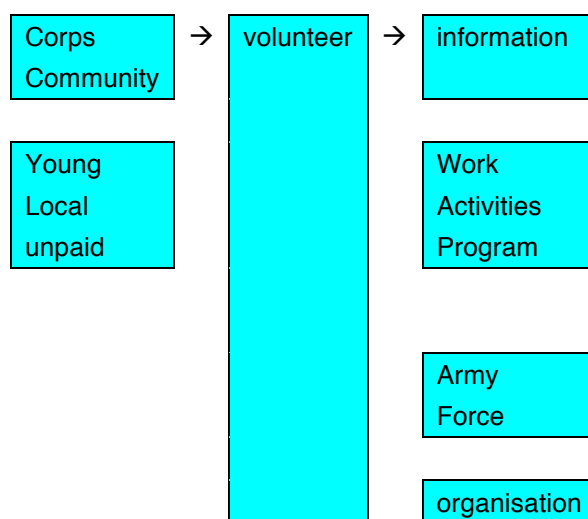 Corps → volunteer → information
Community
Young Work
Local Activities
unpaid Program
Army
Force
organisation